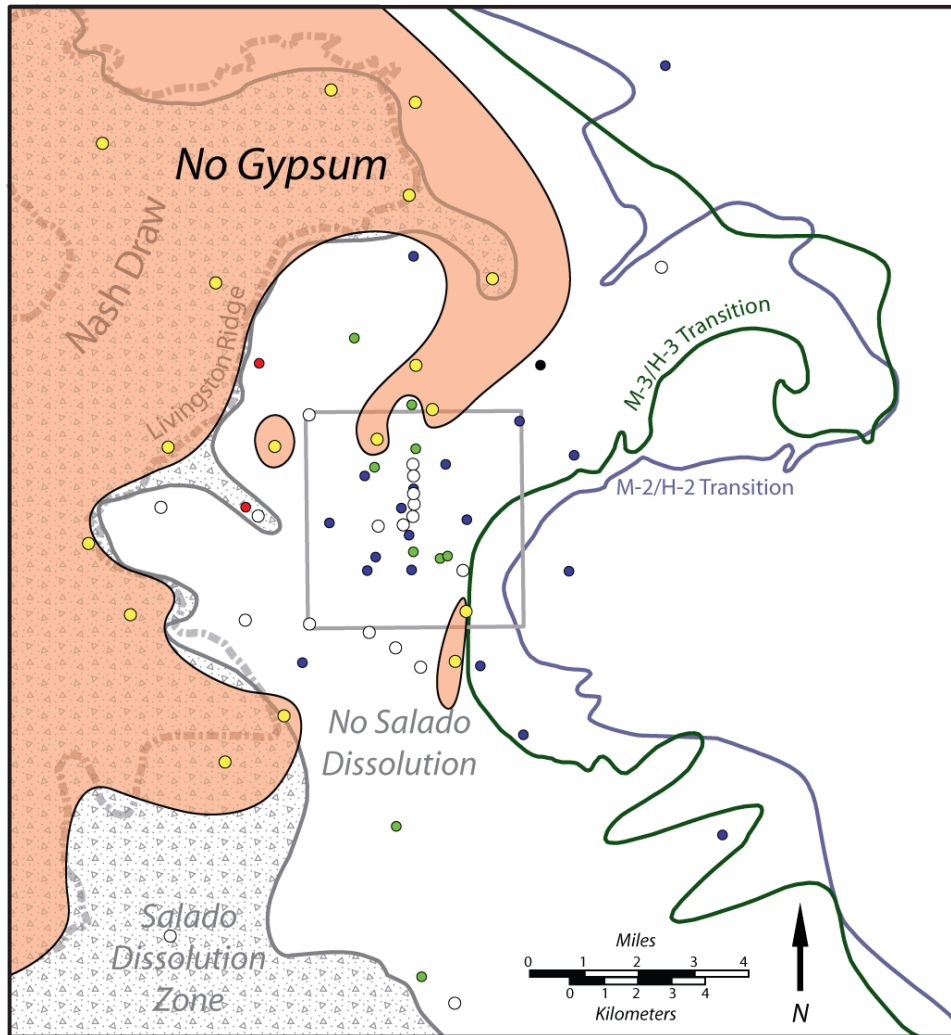 No Gypsum
Nash Draw
Livingston Ridge
M-3/H-3 Transition
M-2/H-2 Transition
No Salado
Dissolution
Salado
Dissolution
Zone
Miles
0 1 2 3 4
0 1 2 3 4
Kilometers
N